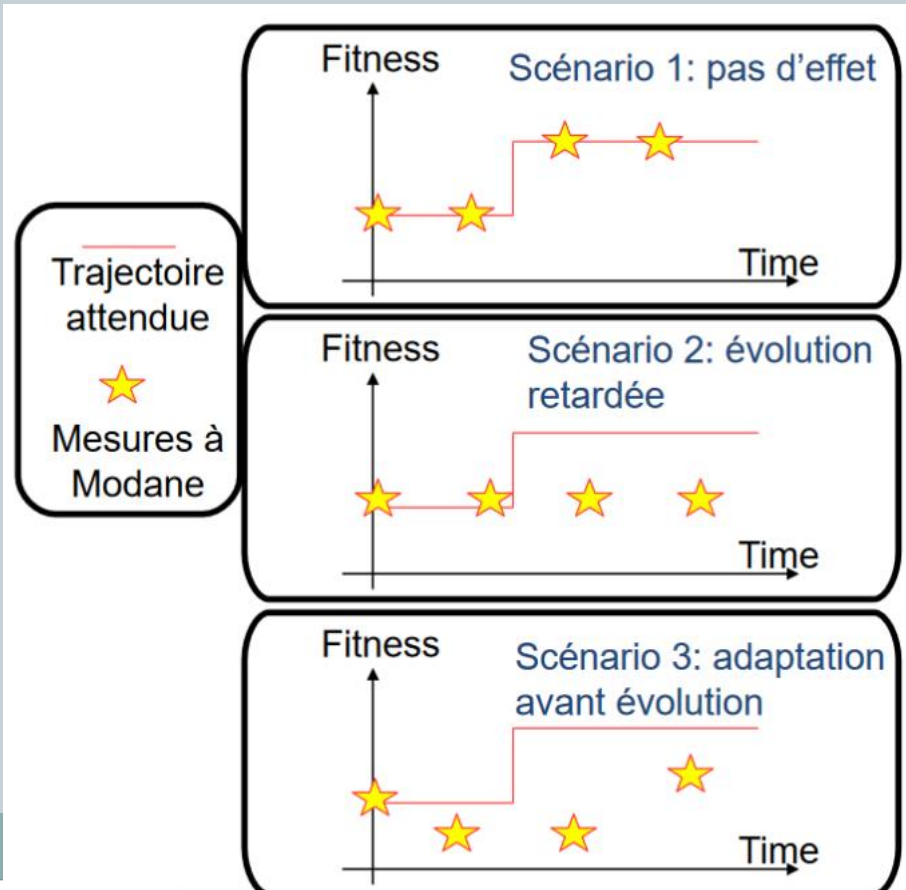 Fitness
Scénario 1: pas d'effet
Time
Trajectoire
attendue
Mesures à
Modane
Fitness
Scénario 2: évolution
retardée
Time
Fitness
Scénario 3: adaptation
avant évolution
Time